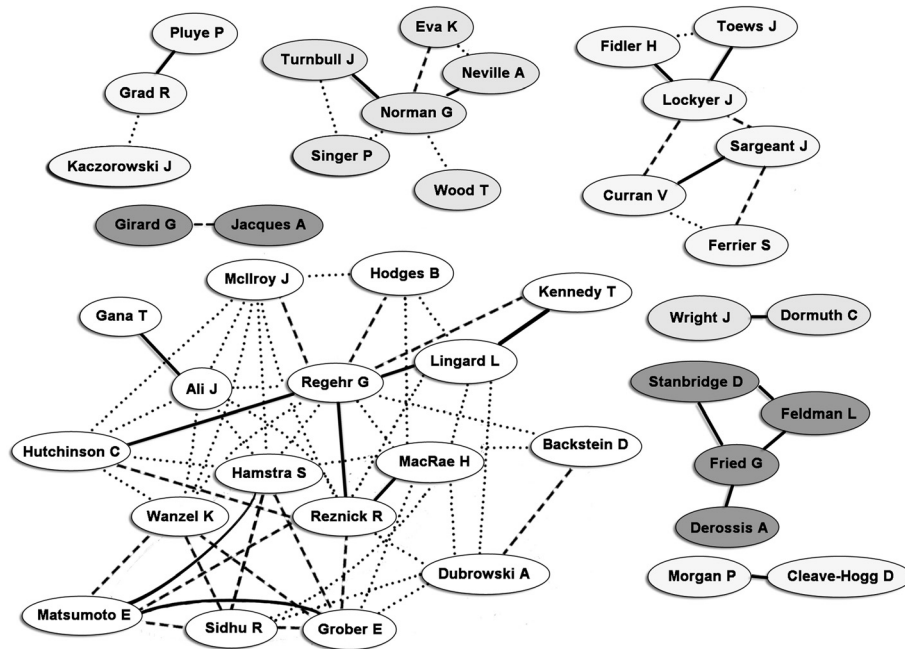 Pluye P
Grad R
Kaczorowski J
Eva K
Turnbull J
Neville A
Norman G
Singer P
Wood T
Toews J
Fidler H
Lockyer J
Sargeant J
Curran V
Ferrier S
Girard G
Jacques A
McIlroy J
Hodges B
Kennedy T
Gana T
Lingard L
Ali J
Regehr G
Hutchinson C
Backstein D
Hamstra S
MacRae H
Wanzel K
Reznick R
Dubrowski A
Matsumoto E
Sidhu R
Grober E
Wright J
Dormuth C
Stanbridge D
Feldman L
Fried G
Derossis A
Morgan P
Cleave-Hogg D